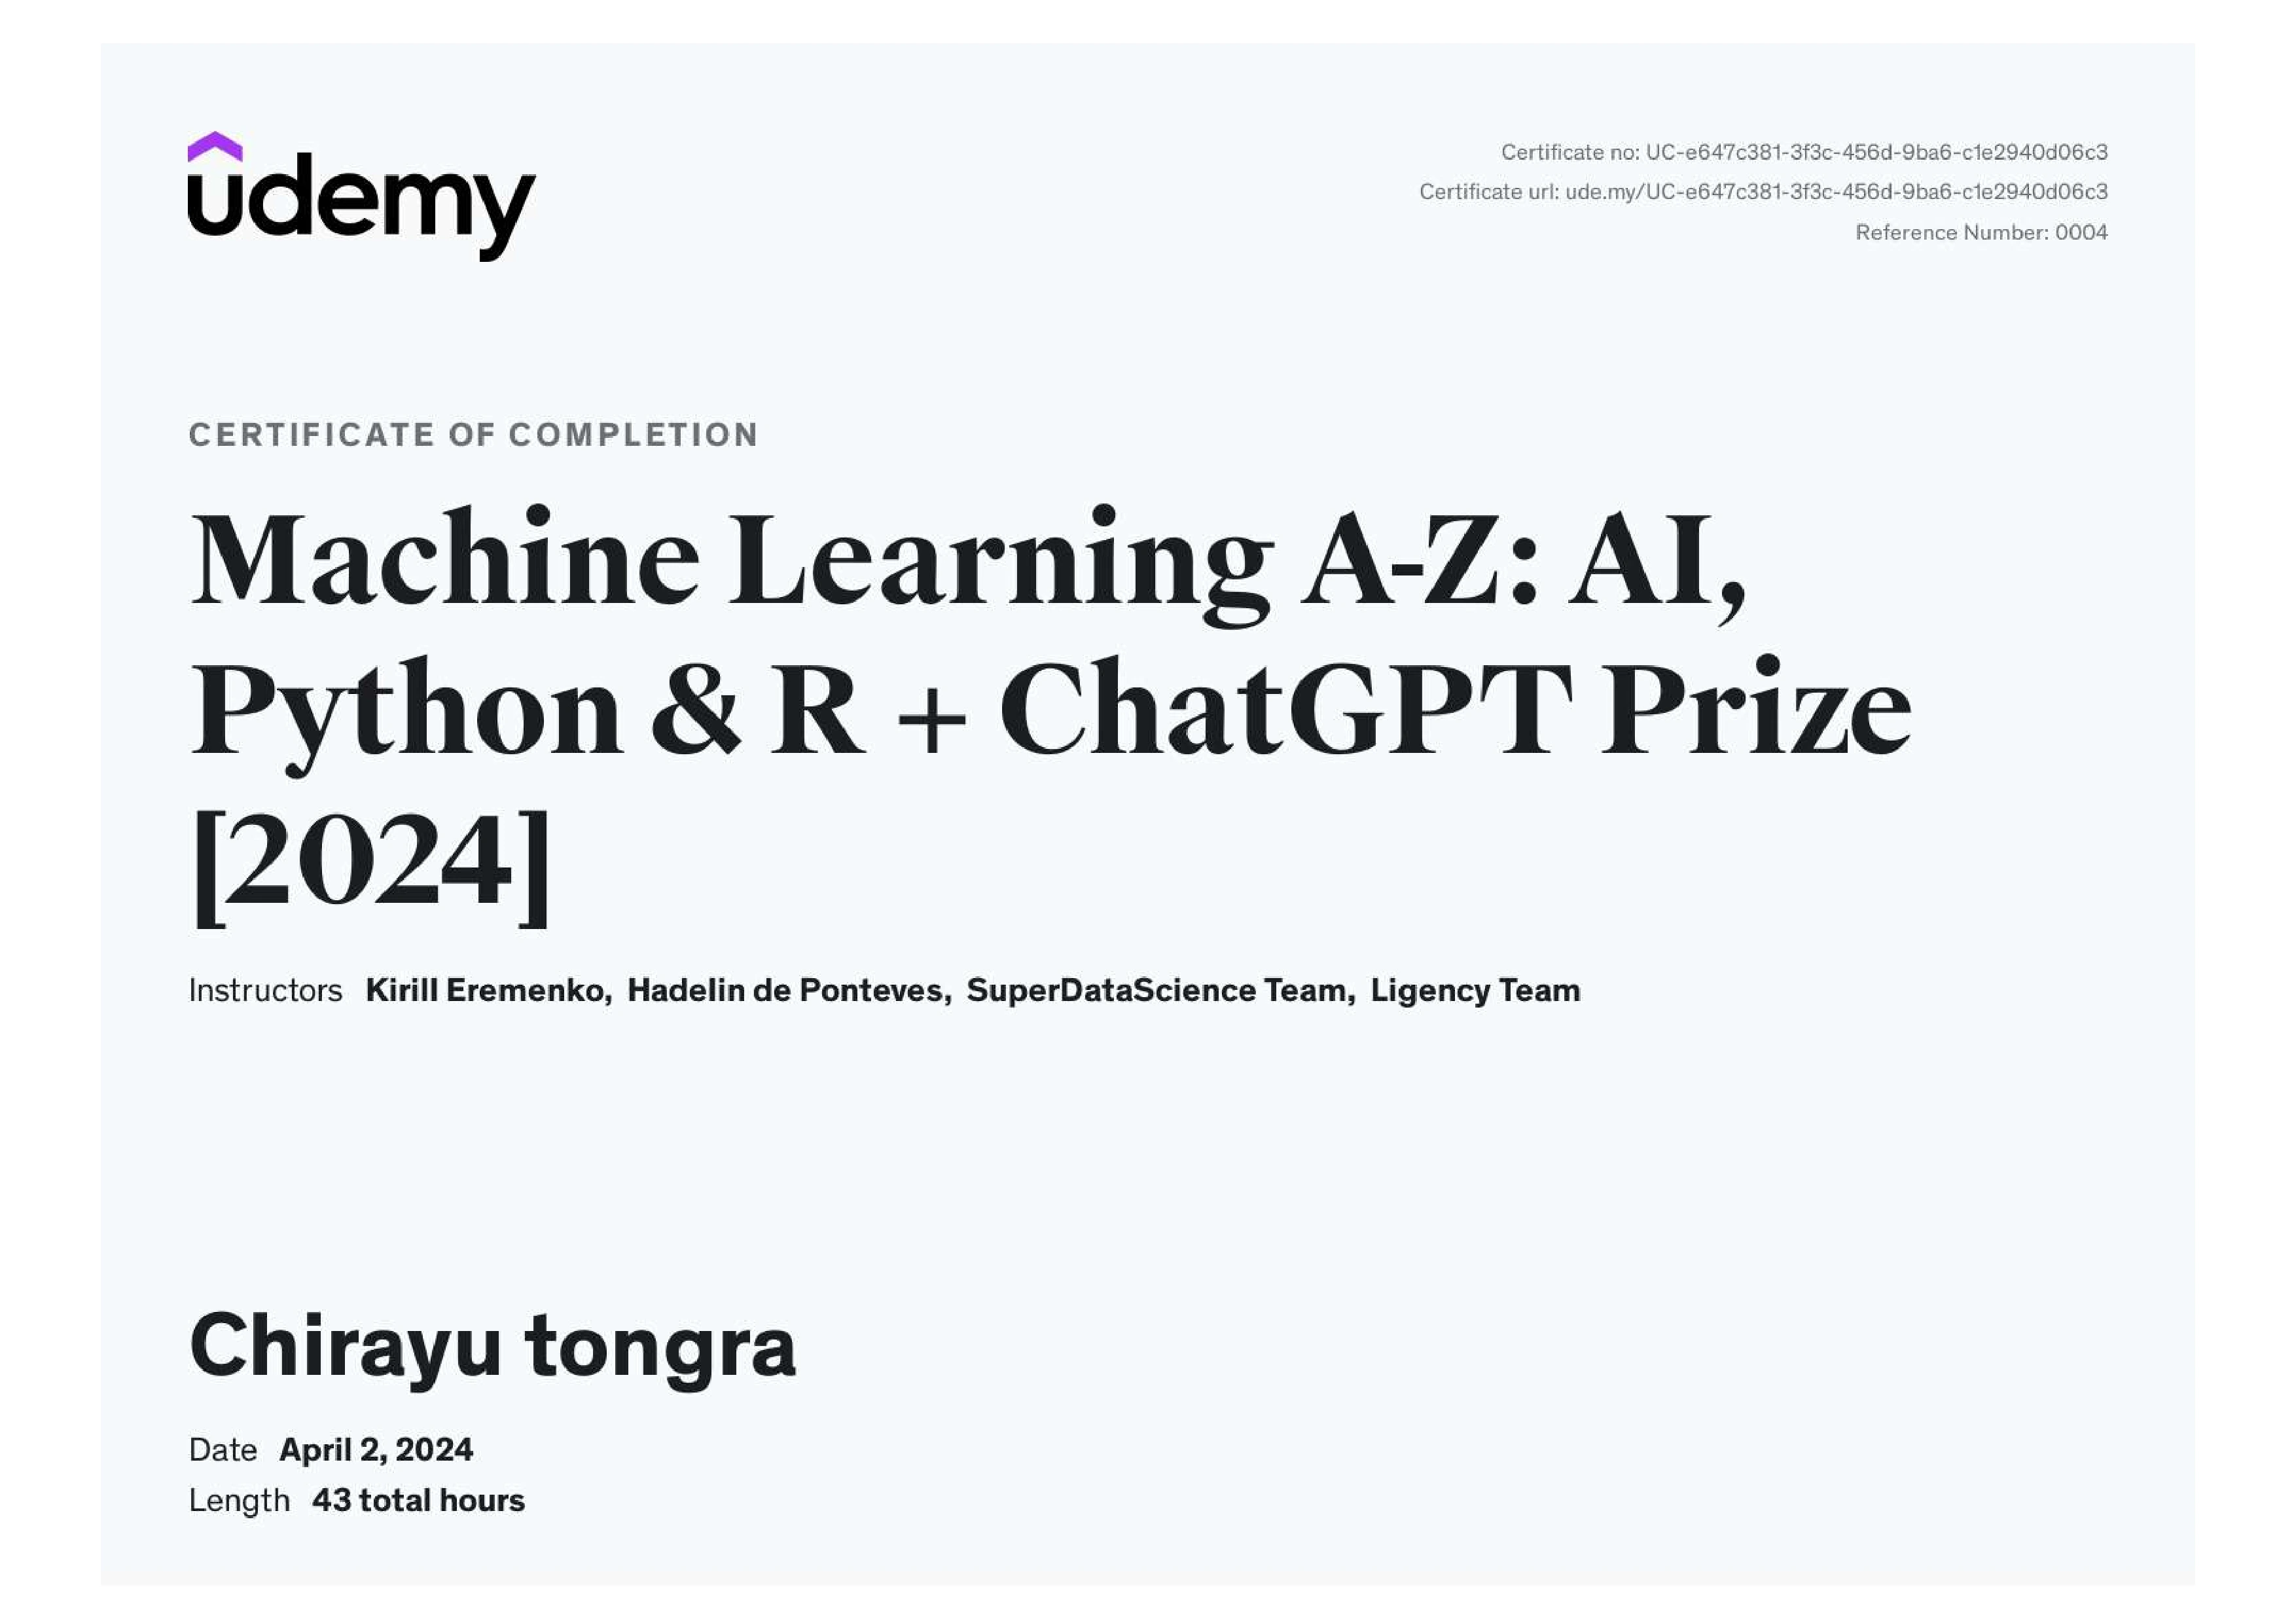 udemy
Certificate no: UC-e647c381-3f3c-456d-9ba6-c1e2940d06c3
Certificate url: ude.my/UC-e647c381-3f3c-456d-9ba6-c1e2940d06c3
Reference Number: 0004
CERTIFICATE OF COMPLETION
Machine Learning A-Z: AI,
Python & R + ChatGPT Prize
[2024]
Instructors Kirill Eremenko, Hadelin de Ponteves, SuperDataScience Team, Ligency Team
Chirayu tongra
Date April 2, 2024
Length 43 total hours